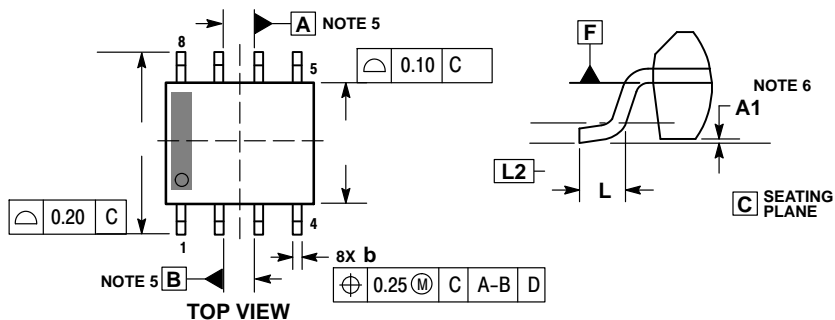 A NOTE 5
8
5
⌓ 0.10 C
F
NOTE 6
A1
L2
L
C SEATING
PLANE
⌓ 0.20 C
1
4
8X b
NOTE 5 B
⌖ 0.25 Ⓜ C A-B D
TOP VIEW